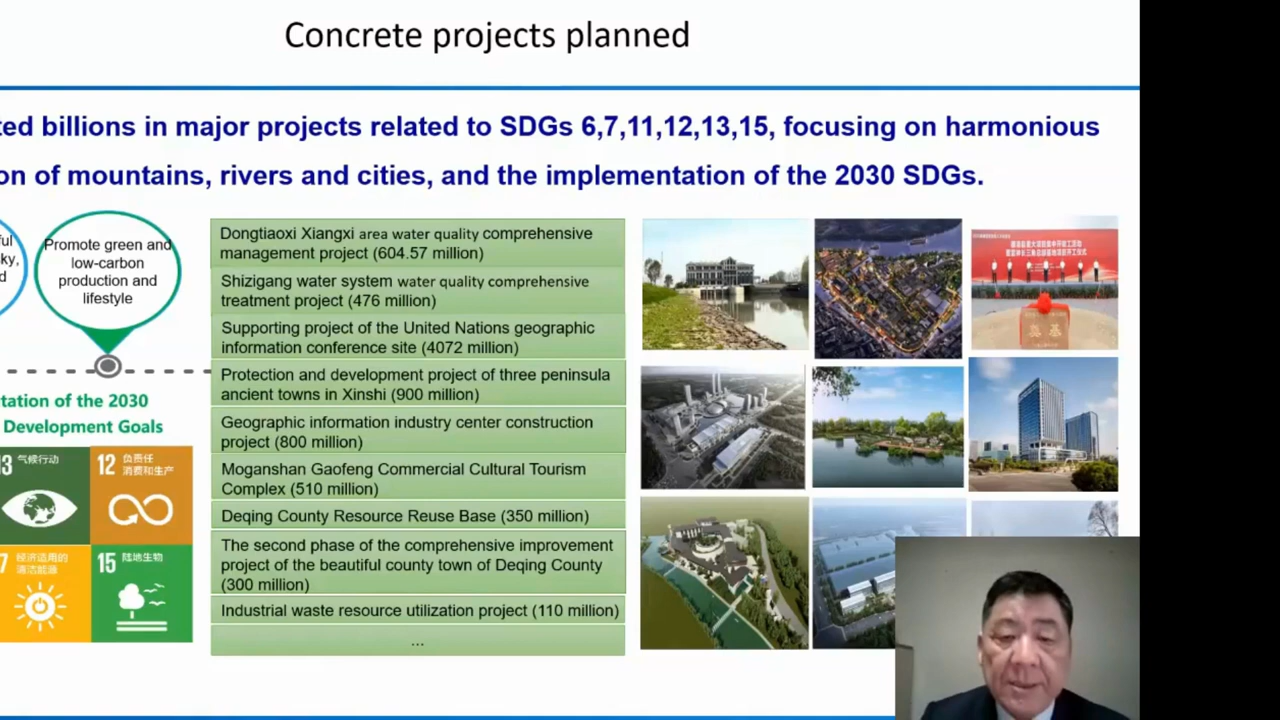 Concrete projects planned
ted billions in major projects related to SDGs 6,7,11,12,13,15, focusing on harmonious
on of mountains, rivers and cities, and the implementation of the 2030 SDGs.
ful
ky,
d
Promote green and
low-carbon
production and
lifestyle
tation of the 2030
Development Goals
13 气候行动
12 负责任
消费和生产
7 经济适用的
清洁能源
15 陆地生物
Dongtiaoxi Xiangxi area water quality comprehensive
management project (604.57 million)
Shizigang water system water quality comprehensive
treatment project (476 million)
Supporting project of the United Nations geographic
information conference site (4072 million)
Protection and development project of three peninsula
ancient towns in Xinshi (900 million)
Geographic information industry center construction
project (800 million)
Moganshan Gaofeng Commercial Cultural Tourism
Complex (510 million)
Deqing County Resource Reuse Base (350 million)
The second phase of the comprehensive improvement
project of the beautiful county town of Deqing County
(300 million)
Industrial waste resource utilization project (110 million)
...
奠基